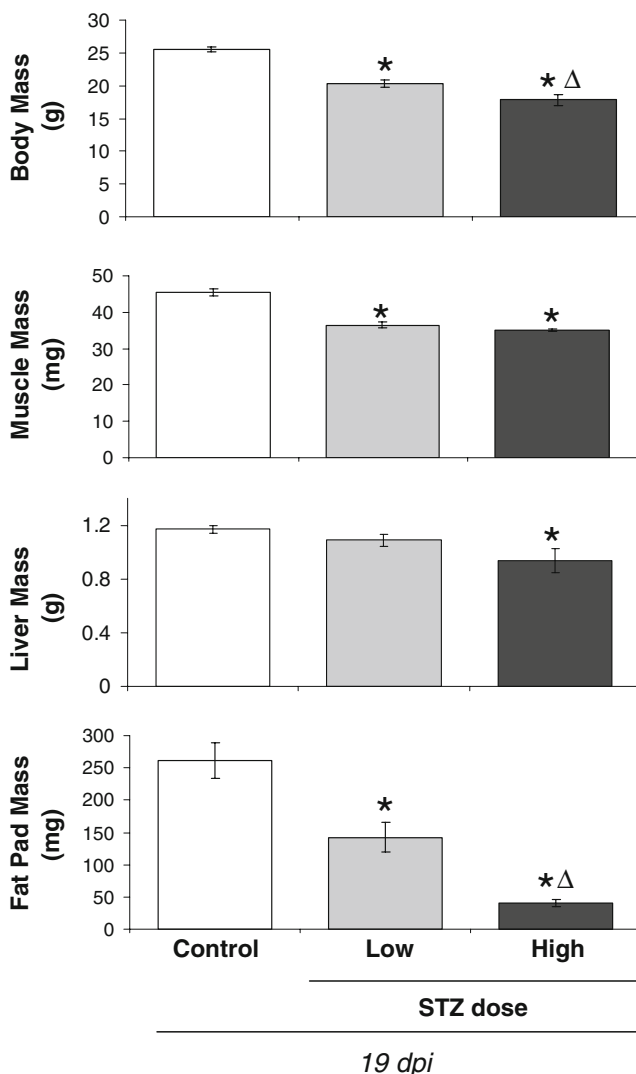 Body Mass
(g)
30
25
20
15
10
5
0
*
* Δ
Muscle Mass
(mg)
50
40
30
20
10
0
*
*
Liver Mass
(g)
1.2
0.8
0.4
0
*
Fat Pad Mass
(mg)
300
250
200
150
100
50
0
*
* Δ
Control Low High
STZ dose
19 dpi